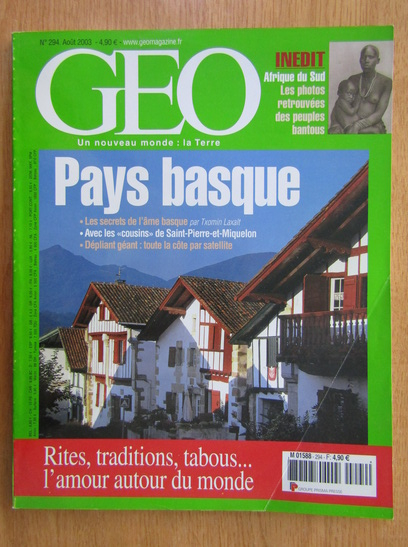 N° 294 Août 2003 - 4,90 € - www.geomagazine.fr
GEO
Un nouveau monde : la Terre
INEDIT
Afrique du Sud
Les photos
retrouvées
des peuples
bantous
Pays basque
• Les secrets de l'âme basque par Txomin Laxalt
• Avec les «cousins» de Saint-Pierre-et-Miquelon
• Dépliant géant : toute la côte par satellite
Rites, traditions, tabous...
l'amour autour du monde
M 01588 - 294 - F: 4,90 €
GROUPE PRISMA PRESSE